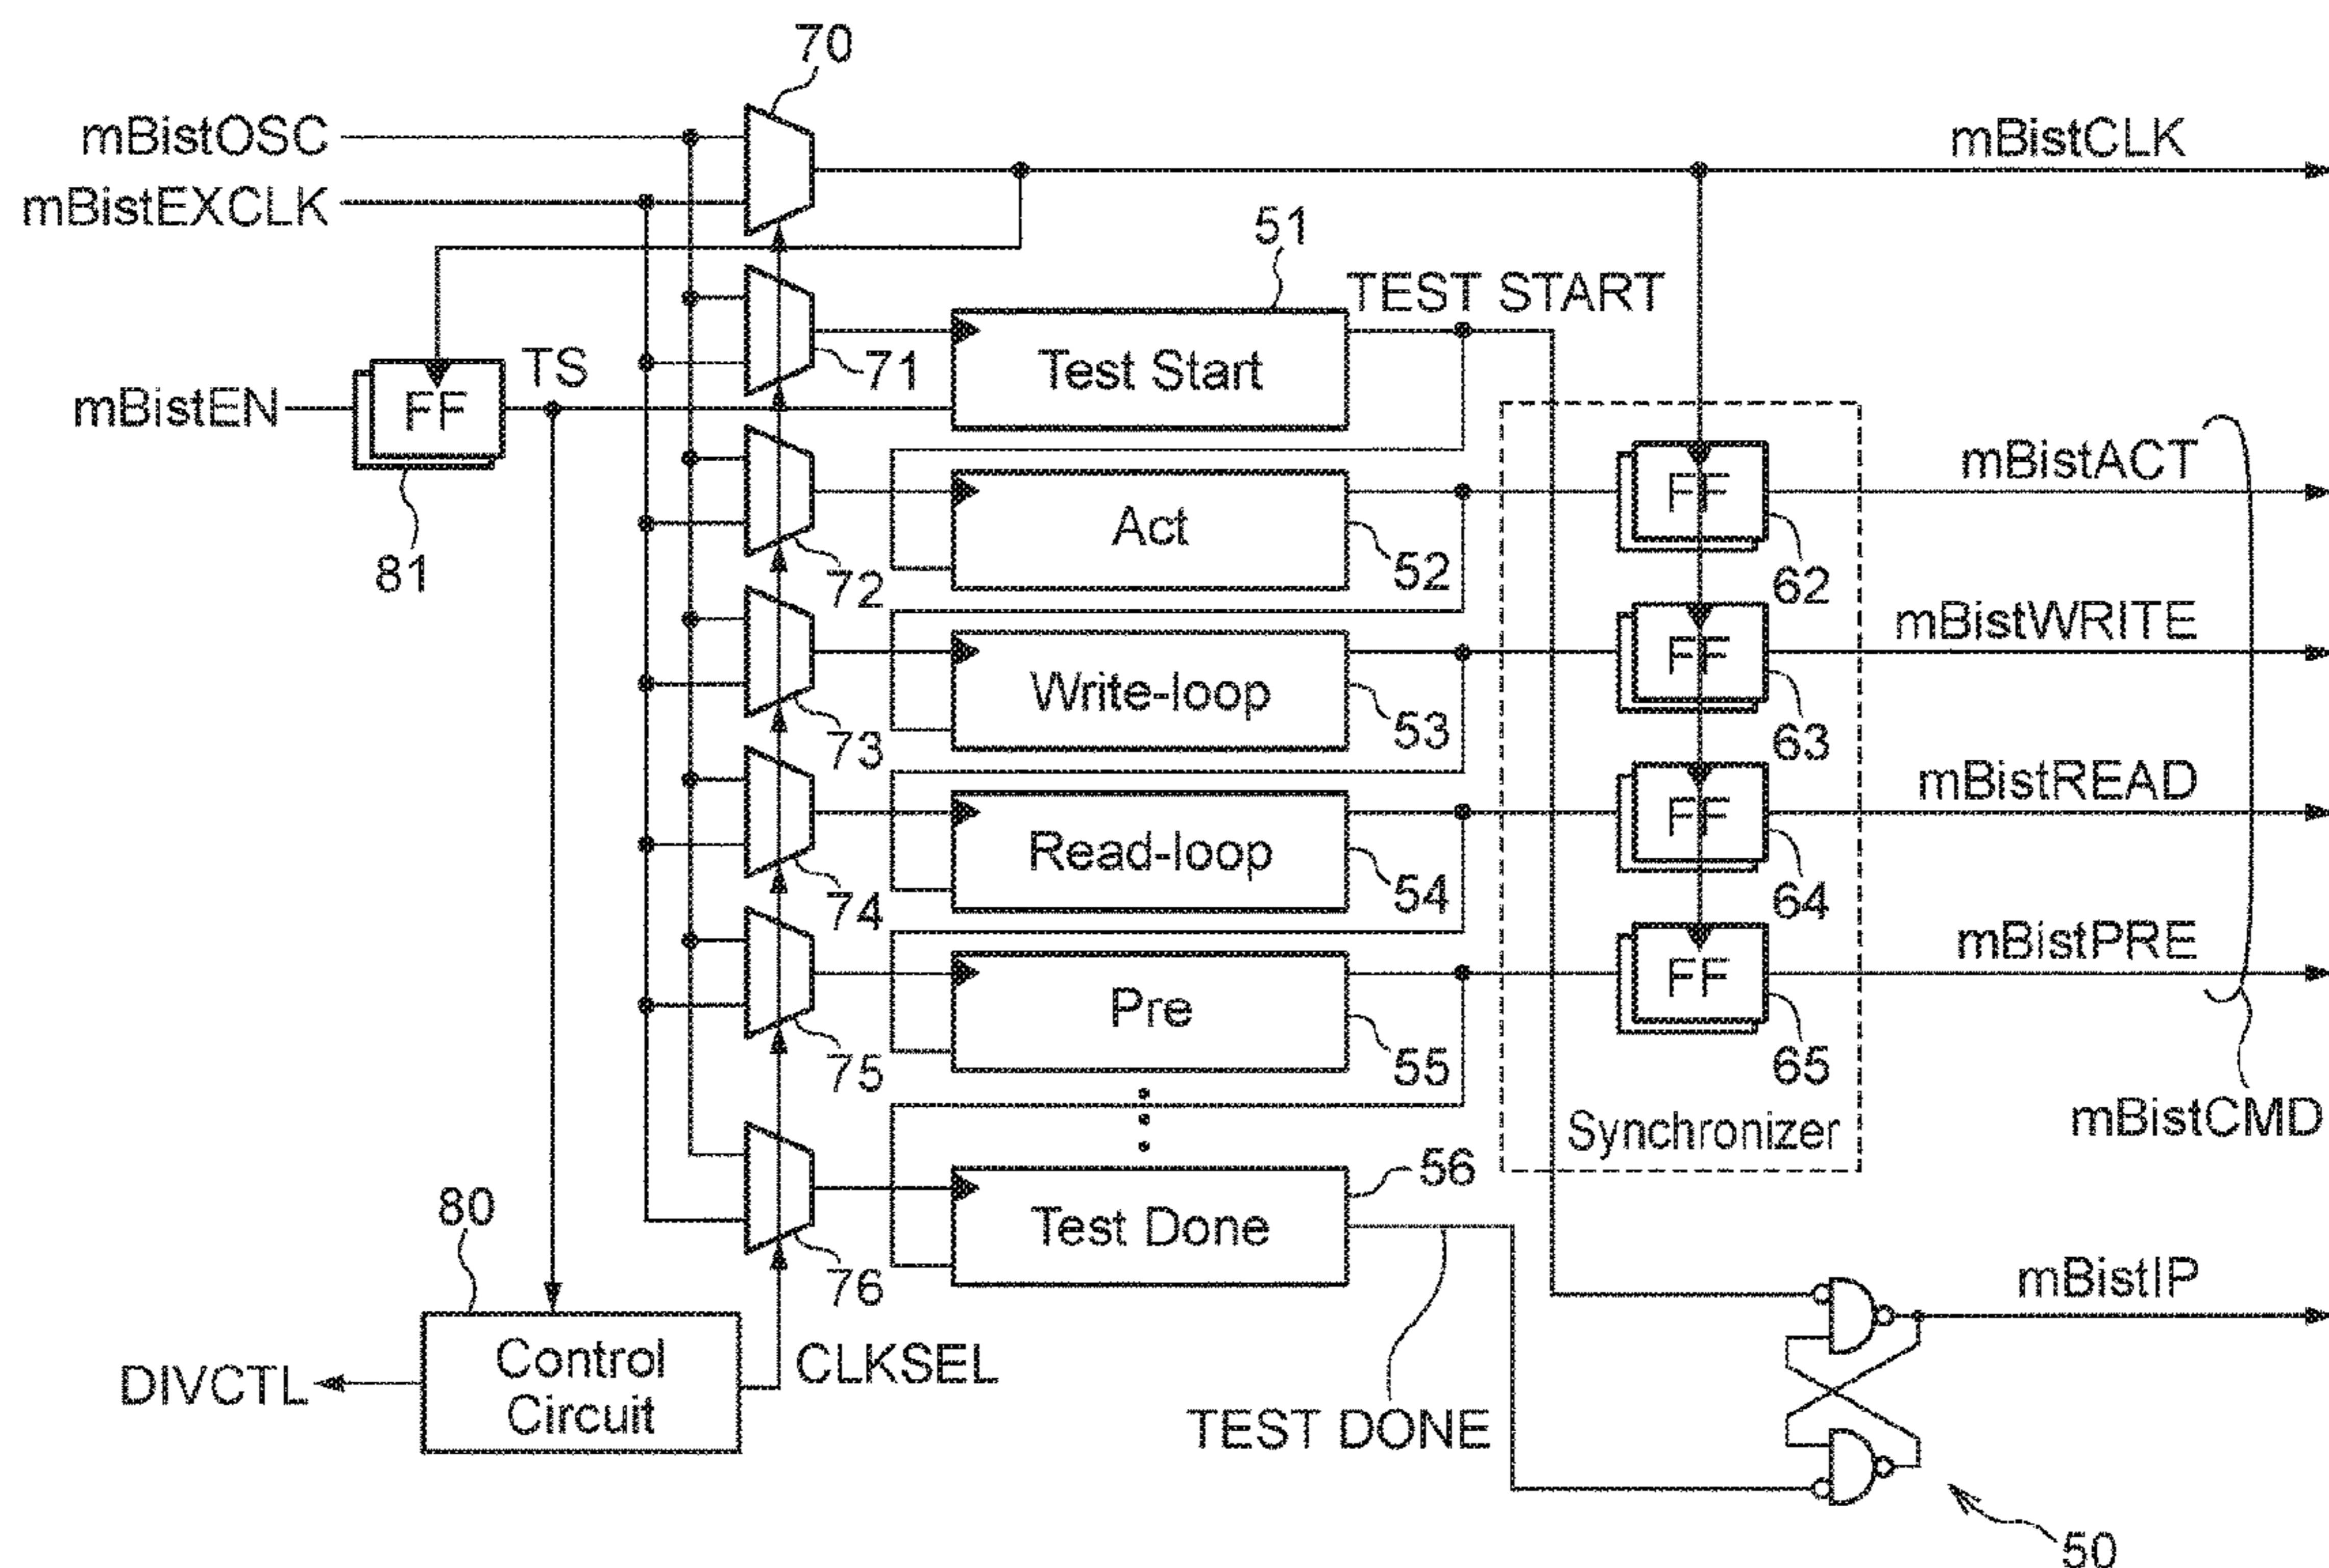 70
mBistOSC
mBistCLK
mBistEXCLK
51
TEST START
71
Test Start
TS
mBistEN
FF
81
72
Act
52
FF
62
mBistACT
73
Write-loop
53
FF
63
mBistWRITE
74
Read-loop
54
FF
64
mBistREAD
75
Pre
55
FF
65
mBistPRE
Synchronizer
mBistCMD
76
Test Done
56
80
Control
Circuit
DIVCTL
CLKSEL
TEST DONE
mBistIP
50